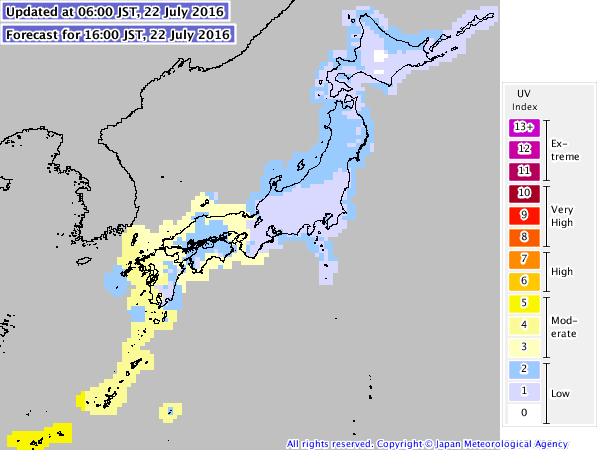 Updated at 06:00 JST, 22 July 2016
Forecast for 16:00 JST, 22 July 2016
UV
Index
13+
12
11
Ex-
treme
10
9
8
Very
High
7
6
High
5
4
3
Mod-
erate
2
1
0
Low
All rights reserved. Copyright © Japan Meteorological Agency